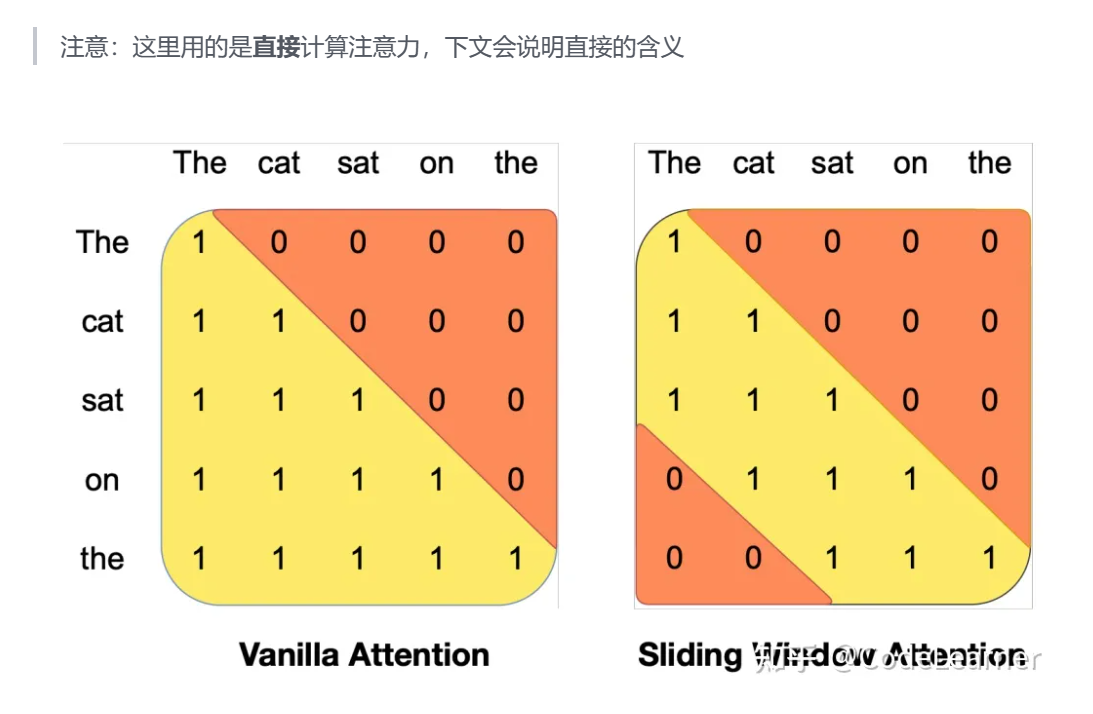 注意：这里用的是直接计算注意力，下文会说明直接的含义
The cat sat on the The cat sat on the
The 1 0 0 0 0 1 0 0 0 0
cat 1 1 0 0 0 1 1 0 0 0
sat 1 1 1 0 0 1 1 1 0 0
on 1 1 1 1 0 0 1 1 1 0
the 1 1 1 1 1 0 0 1 1 1
Vanilla Attention Sliding Window Attention
知乎 @CodeLearner